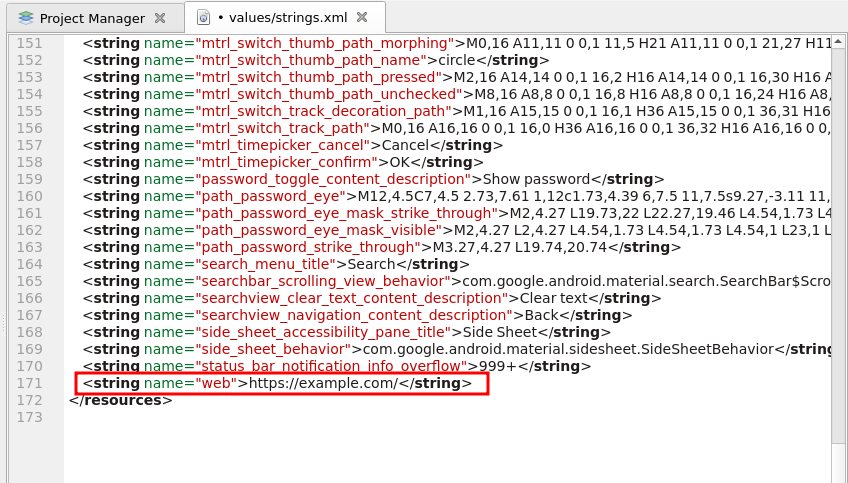 Project Manager
• values/strings.xml
151 <string name="mtrl_switch_thumb_path_morphing">M0,16 A11,11 0 0,1 11,5 H21 A11,11 0 0,1 21,27 H11
152 <string name="mtrl_switch_thumb_path_name">circle</string>
153 <string name="mtrl_switch_thumb_path_pressed">M2,16 A14,14 0 0,1 16,2 H16 A14,14 0 0,1 16,30 H16 A
154 <string name="mtrl_switch_thumb_path_unchecked">M8,16 A8,8 0 0,1 16,8 H16 A8,8 0 0,1 16,24 H16 A8,
155 <string name="mtrl_switch_track_decoration_path">M1,16 A15,15 0 0,1 16,1 H36 A15,15 0 0,1 36,31 H16
156 <string name="mtrl_switch_track_path">M0,16 A16,16 0 0,1 16,0 H36 A16,16 0 0,1 36,32 H16 A16,16 0 0,
157 <string name="mtrl_timepicker_cancel">Cancel</string>
158 <string name="mtrl_timepicker_confirm">OK</string>
159 <string name="password_toggle_content_description">Show password</string>
160 <string name="path_password_eye">M12,4.5C7,4.5 2.73,7.61 1,12c1.73,4.39 6,7.5 11,7.5s9.27,-3.11 11,
161 <string name="path_password_eye_mask_strike_through">M2,4.27 L19.73,22 L22.27,19.46 L4.54,1.73 L4
162 <string name="path_password_eye_mask_visible">M2,4.27 L2,4.27 L4.54,1.73 L4.54,1.73 L4.54,1 L23,1 L
163 <string name="path_password_strike_through">M3.27,4.27 L19.74,20.74</string>
164 <string name="search_menu_title">Search</string>
165 <string name="searchbar_scrolling_view_behavior">com.google.android.material.search.SearchBar$Scro
166 <string name="searchview_clear_text_content_description">Clear text</string>
167 <string name="searchview_navigation_content_description">Back</string>
168 <string name="side_sheet_accessibility_pane_title">Side Sheet</string>
169 <string name="side_sheet_behavior">com.google.android.material.sidesheet.SideSheetBehavior</string
170 <string name="status_bar_notification_info_overflow">999+</string>
171 <string name="web">https://example.com/</string>
172 </resources>
173